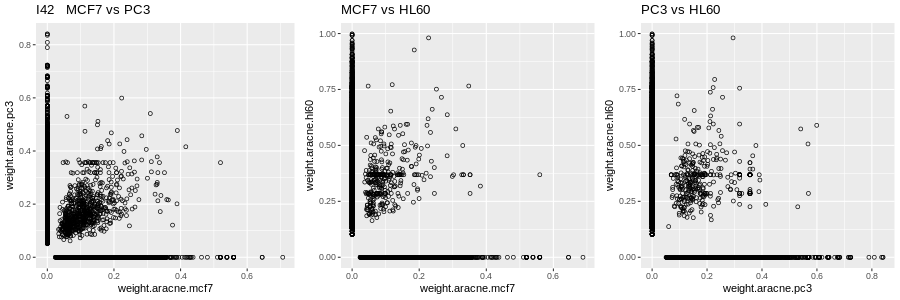 I42 MCF7 vs PC3
MCF7 vs HL60
PC3 vs HL60
weight.aracne.pc3
0.8
0.6
0.4
0.2
0.0
0.0 0.2 0.4 0.6
weight.aracne.mcf7
weight.aracne.hl60
1.00
0.75
0.50
0.25
0.00
0.0 0.2 0.4 0.6
weight.aracne.mcf7
weight.aracne.hl60
1.00
0.75
0.50
0.25
0.00
0.0 0.2 0.4 0.6 0.8
weight.aracne.pc3